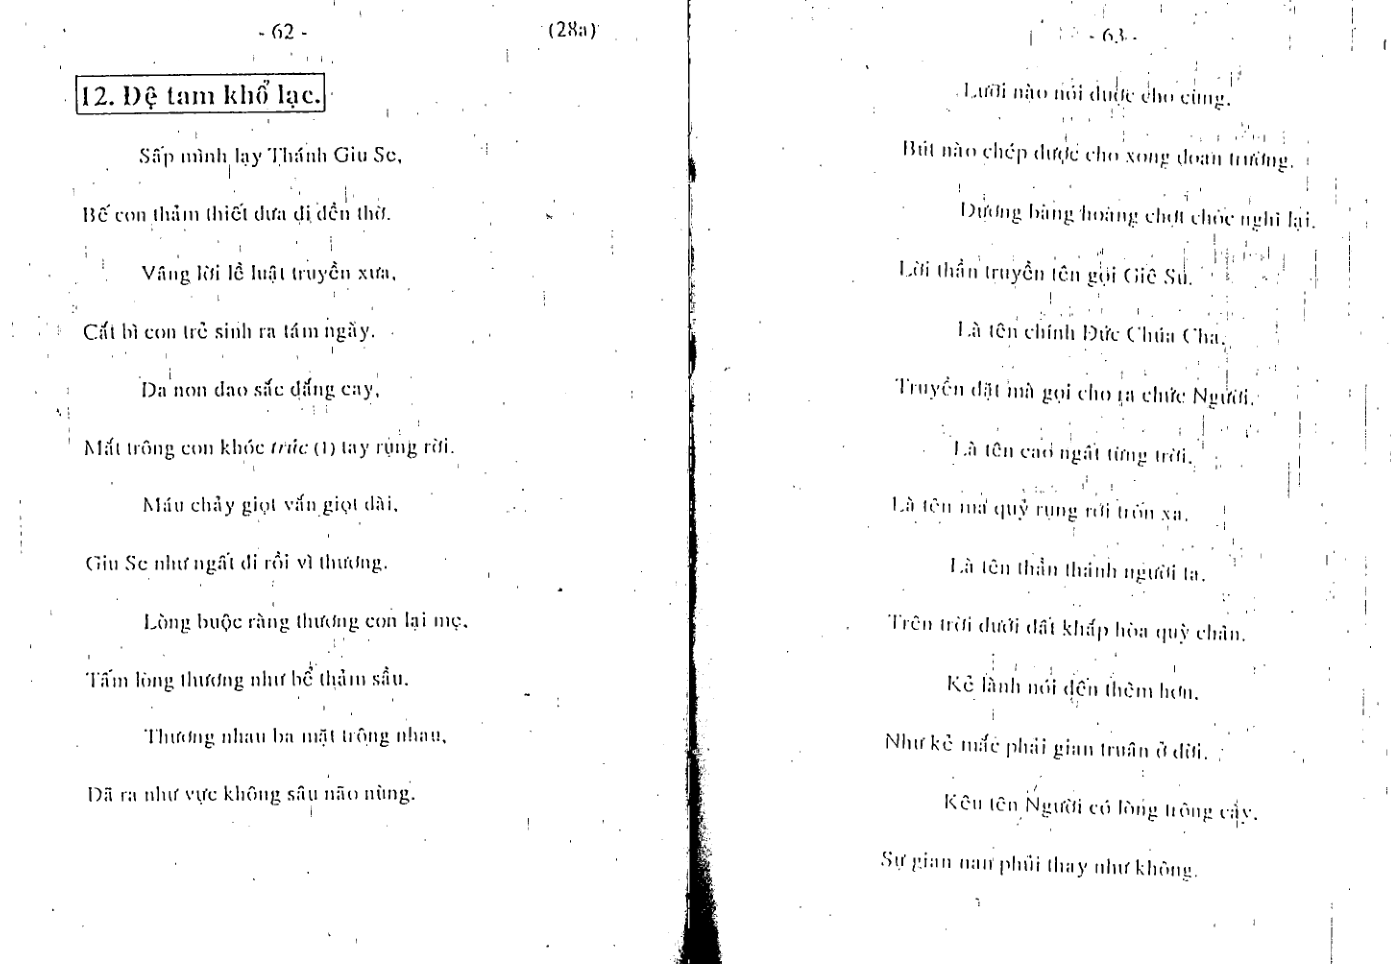 - 62 -
(28a)
12. Đệ tam khổ lạc.
Sấp mình lạy Thánh Giu Se,
Bế con thảm thiết đưa đi đền thờ.
Vâng lời lề luật truyền xưa,
Cắt bì con trẻ sinh ra tám ngày.
Da non dao sắc đắng cay,
Mắt trông con khóc trúc (1) tay rụng rời.
Máu chảy giọt vắn giọt dài,
Giu Se như ngất đi rồi vì thương.
Lòng buộc ràng thương con lại mẹ,
Tấm lòng thương như bể thảm sầu.
Thương nhau ba mặt trông nhau,
Đã ra như vực không sâu não nùng.
- 63 -
Lưỡi nào nói được cho cùng.
Bút nào chép được cho xong đoạn trường.
Dường bàng hoàng chợt chốc nghĩ lại.
Lời thần truyền tên gọi Giê Su.
Là tên chính Đức Chúa Cha.
Truyền đặt mà gọi cho ra chức Người.
Là tên cao ngất từng trời.
Là tên ma quỷ rụng rời trốn xa.
Là tên thần thánh người ta.
Trên trời dưới đất khắp hòa quỳ chân.
Kẻ lành nói đến thêm hơn.
Như kẻ mắc phải gian truân ở đời.
Kêu tên Người có lòng trông cậy.
Sự gian nan phủi thay như không.